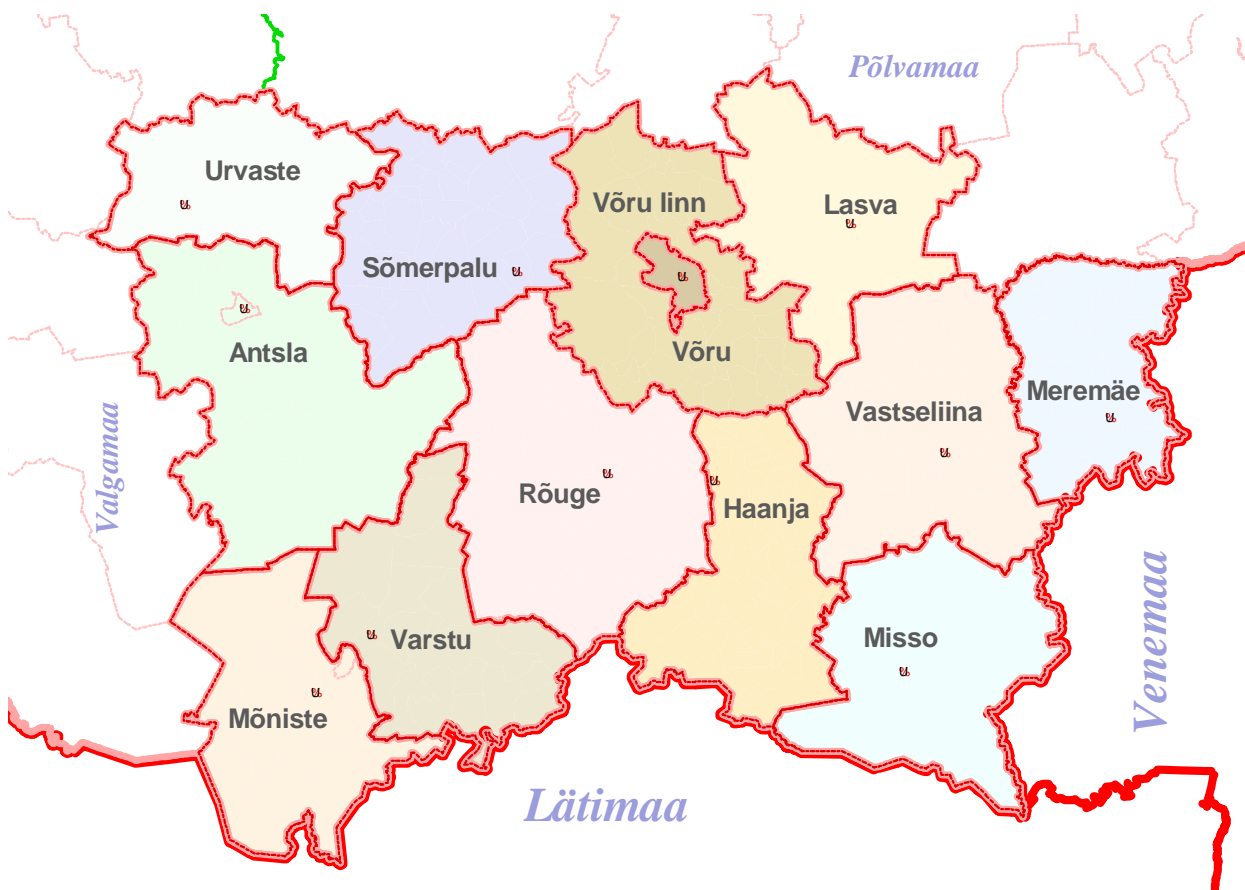 Põlvamaa
Urvaste
Võru linn
Lasva
Sõmerpalu
Antsla
Võru
Meremäe
Vastseliina
Valgamaa
Rõuge
Haanja
Varstu
Misso
Venemaa
Mõniste
Lätimaa